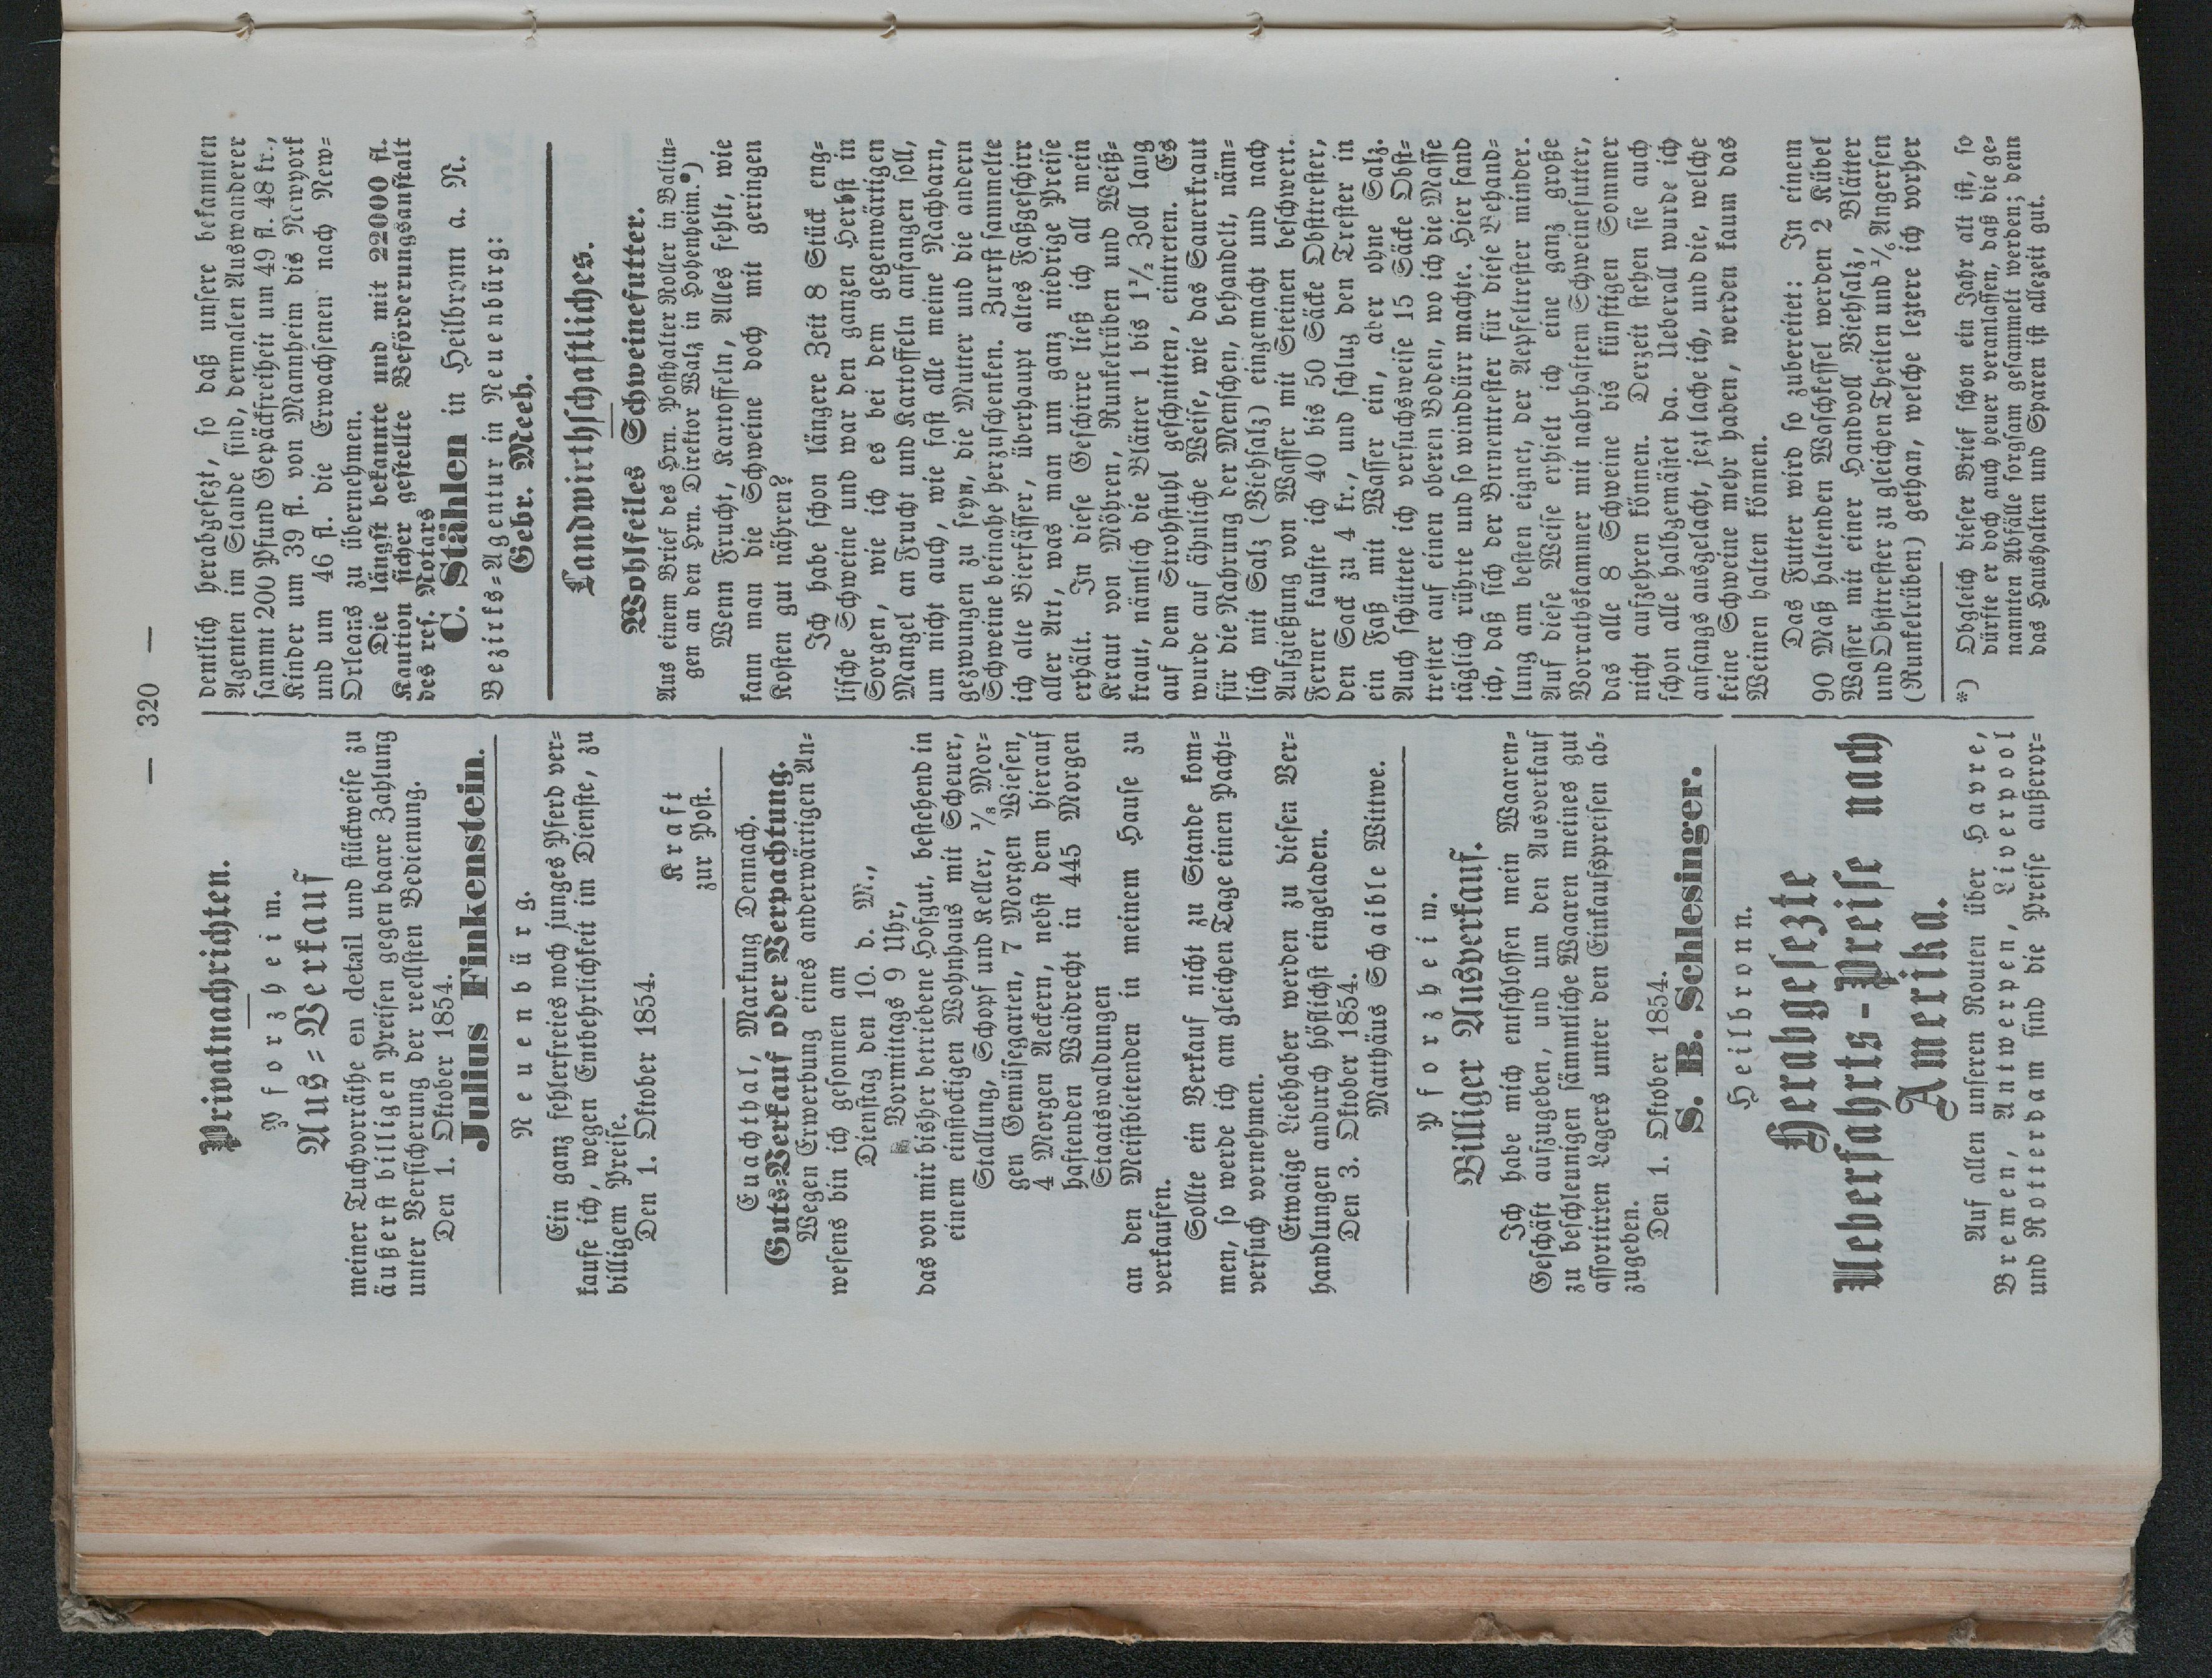 — 320 —
Privatnachrichten.
Pforzheim.
Aus-Verkauf
meiner Tuchvorräthe en detail und stückweise zu
äußerst billigen Preisen gegen baare Zahlung
unter Versicherung der reellsten Bedienung.
Den 1. Oktober 1854.
Julius Finkenstein.
Neuenbürg.
Ein ganz fehlerfreies noch junges Pferd ver-
kaufe ich, wegen Entbehrlichkeit im Dienste, zu
billigem Preise.
Den 1. Oktober 1854.
Kraft
zur Post.
Eyachthal, Markung Dennach.
Guts-Verkauf oder Verpachtung.
Wegen Erwerbung eines anderwärtigen An-
wesens bin ich gesonnen am
Dienstag den 10. d. M.,
Vormittags 9 Uhr,
das von mir bisher betriebene Hofgut, bestehend in
einem einstockigen Wohnhaus mit Scheuer,
Stallung, Schopf und Keller, ⅞ Mor-
gen Gemüsegarten, 7 Morgen Wiesen,
4 Morgen Aeckern, nebst dem hierauf
haftenden Waidrecht in 445 Morgen
Staatswaldungen
an den Meistbietenden in meinem Hause zu
verkaufen.
Sollte ein Verkauf nicht zu Stande kom-
men, so werde ich am gleichen Tage einen Pacht-
versuch vornehmen.
Etwaige Liebhaber werden zu diesen Ver-
handlungen andurch höflichst eingeladen.
Den 3. Oktober 1854.
Matthäus Schaible Wittwe.
Pforzheim.
Billiger Ausverkauf.
Ich habe mich entschlossen mein Waaren-
Geschäft aufzugeben, und um den Ausverkauf
zu beschleunigen sämmtliche Waaren meines gut
assortirten Lagers unter den Einkaufspreisen ab-
zugeben.
Den 1. Oktober 1854.
S. B. Schlesinger.
Heilbronn.
Herabgesezte
Ueberfahrts-Preise nach
Amerika.
Auf allen unseren Routen über Havre,
Bremen, Antwerpen, Liverpool
und Rotterdam sind die Preise außeror-
dentlich herabgesezt, so daß unsere bekannten
Agenten im Stande sind, dermalen Auswanderer
sammt 200 Pfund Gepäckfreiheit um 49 fl. 48 kr.,
Kinder um 39 fl. von Mannheim bis Newyork
und um 46 fl. die Erwachsenen nach New-
Orleans zu übernehmen.
Die längst bekannte und mit 22000 fl.
Kaution sicher gestellte Beförderungsanstalt
des ref. Notars
C. Stählen in Heilbronn a. N.
Bezirks-Agentur in Neuenbürg:
Gebr. Meeh.
Landwirthschaftliches.
Wohlfeiles Schweinefutter.
Aus einem Brief des Hrn. Posthalter Roller in Balin-
gen an den Hrn. Direktor Walz in Hohenheim.*)
Wenn Frucht, Kartoffeln, Alles fehlt, wie
kann man die Schweine doch mit geringen
Kosten gut nähren?
Ich habe schon längere Zeit 8 Stück eng-
lische Schweine und war den ganzen Herbst in
Sorgen, wie ich es bei dem gegenwärtigen
Mangel an Frucht und Kartoffeln anfangen soll,
um nicht auch, wie fast alle meine Nachbarn,
gezwungen zu seyn, die Mutter und die andern
Schweine beinahe herzuschenken. Zuerst sammelte
ich alte Bierfässer, überhaupt altes Faßgeschirr
aller Art, was man um ganz niedrige Preise
erhält. In diese Geschirre ließ ich all mein
Kraut von Möhren, Runkelrüben und Weiß-
kraut, nämlich die Blätter 1 bis 1½ Zoll lang
auf dem Strohstuhl geschnitten, eintreten. Es
wurde auf ähnliche Weise, wie das Sauerkraut
für die Nahrung der Menschen, behandelt, näm-
lich mit Salz (Viehsalz) eingemacht und nach
Aufgießung von Wasser mit Steinen beschwert.
Ferner kaufte ich 40 bis 50 Säcke Obsttrester,
den Sack zu 4 kr., und schlug den Trester in
ein Faß mit Wasser ein, aber ohne Salz.
Auch schüttete ich versuchsweise 15 Säcke Obst-
trester auf einen oberen Boden, wo ich die Masse
täglich rührte und so winddürr machte. Hier fand
ich, daß sich der Birnentrester für diese Behand-
lung am besten eignet, der Aepfeltrester minder.
Auf diese Weise erhielt ich eine ganz große
Vorrathskammer mit nahrhaftem Schweinefutter,
das alle 8 Schweine bis künftigen Sommer
nicht aufzehren können. Derzeit stehen sie auch
schon alle halbgemästet da. Ueberall wurde ich
anfangs ausgelacht, jezt lache ich, und die, welche
keine Schweine mehr haben, werden kaum das
Weinen halten können.
Das Futter wird so zubereitet: In einem
90 Maß haltenden Waschkessel werden 2 Kübel
Wasser mit einer Handvoll Viehsalz, Blätter
und Obsttrester zu gleichen Theilen und ⅙ Angersen
(Runkelrüben) gethan, welche leztere ich vorher
*) Obgleich dieser Brief schon ein Jahr alt ist, so
dürfte er doch auch heuer veranlassen, daß die ge-
nannten Abfälle sorgsam gesammelt werden; denn
das Haushalten und Sparen ist allezeit gut.